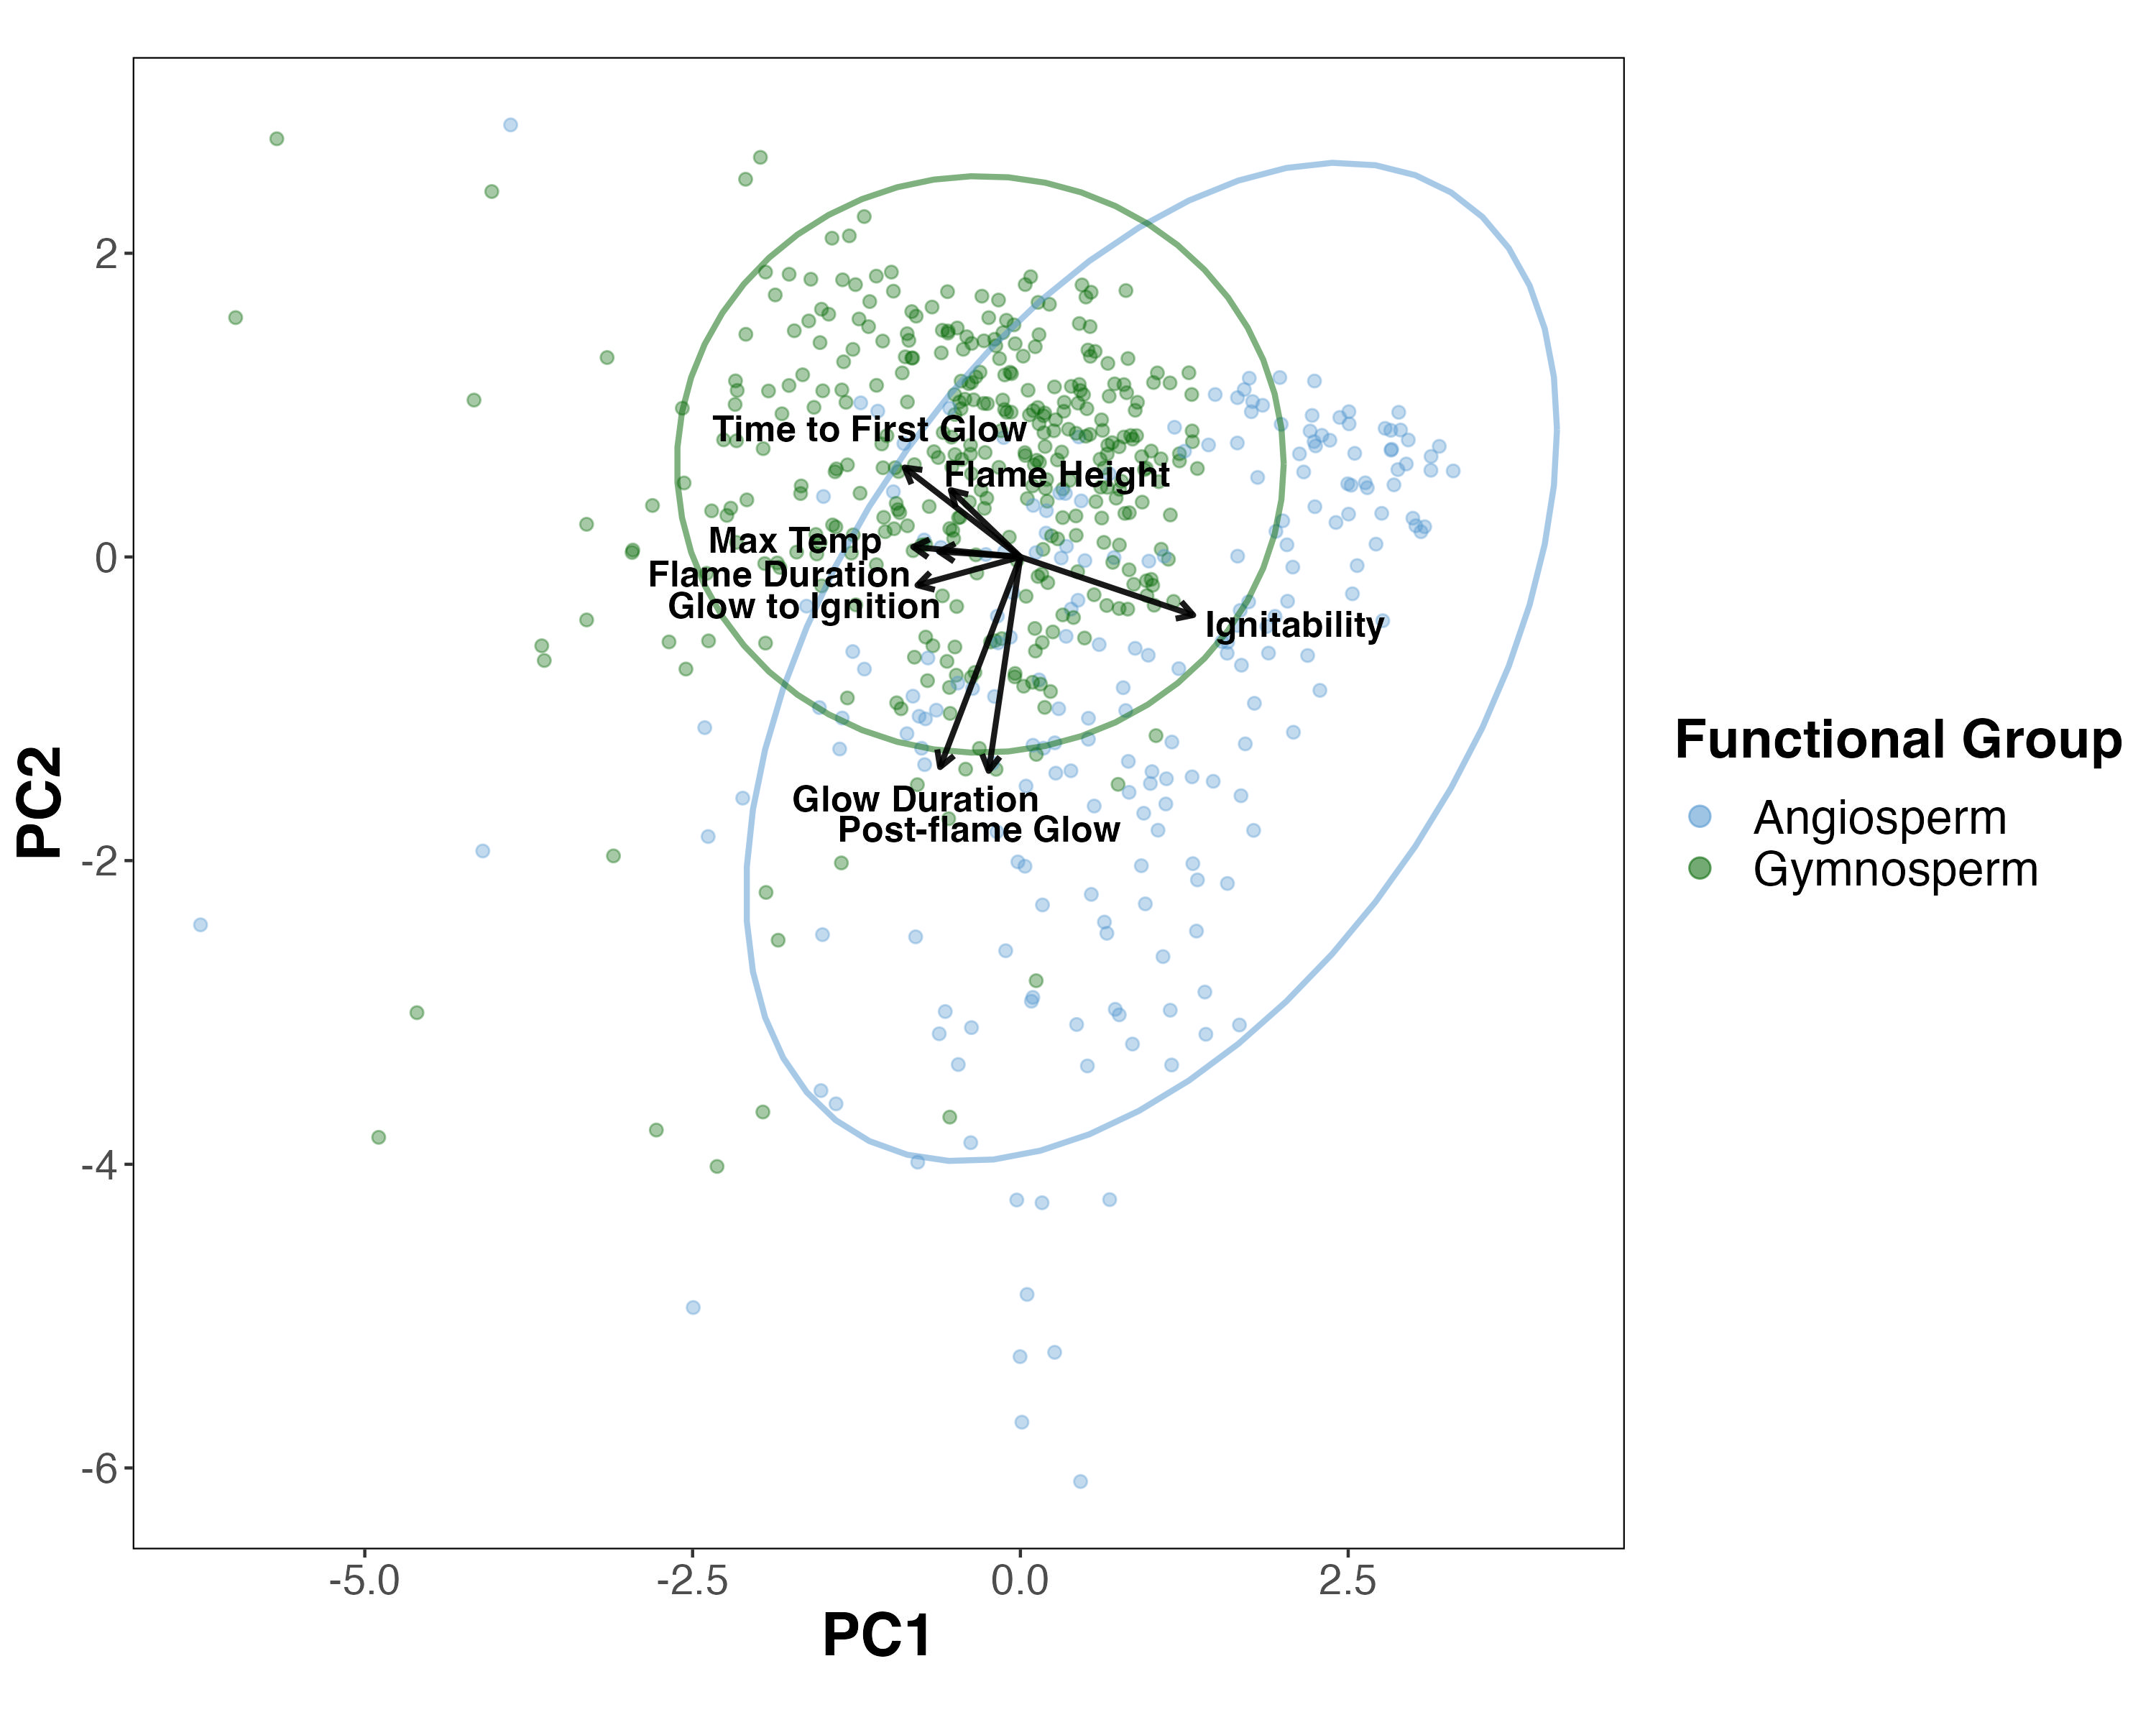 2
0
-2
-4
-6
PC2
Time to First Glow
Flame Height
Max Temp
Flame Duration
Glow to Ignition
Ignitability
Glow Duration
Post-flame Glow
-5.0
-2.5
0.0
2.5
PC1
Functional Group
Angiosperm
Gymnosperm